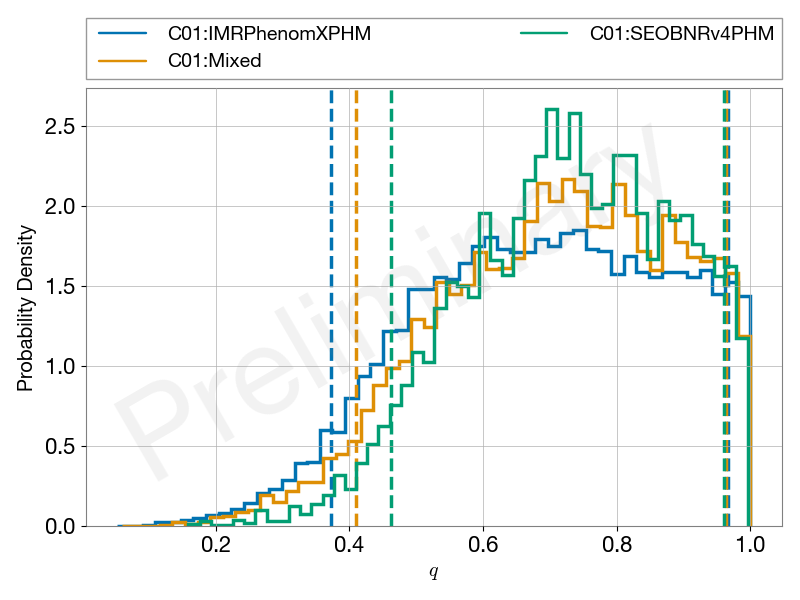 C01:IMRPhenomXPHM
C01:SEOBNRv4PHM
C01:Mixed
Probability Density
2.5
2.0
1.5
1.0
0.5
0.0
Preliminary
0.2 0.4 0.6 0.8 1.0
q